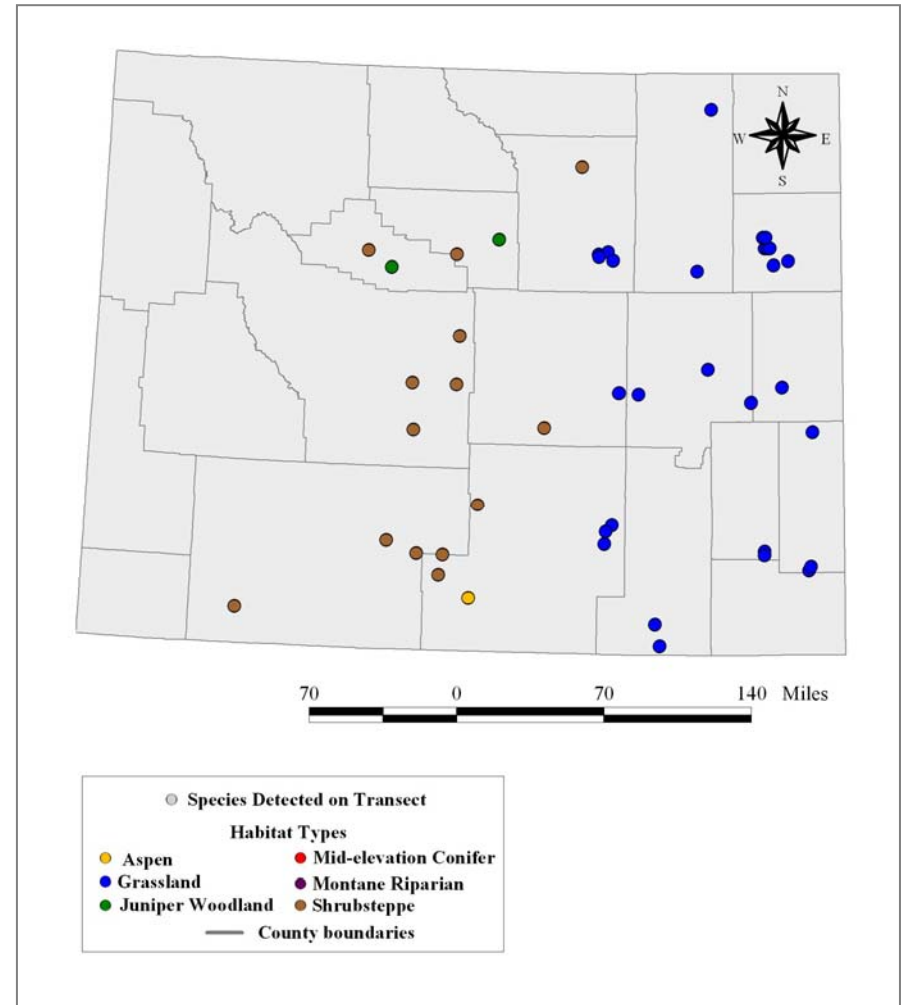 N
W E
S
70 0 70 140 Miles
Species Detected on Transect
Habitat Types
Aspen Mid-elevation Conifer
Grassland Montane Riparian
Juniper Woodland Shrubsteppe
County boundaries